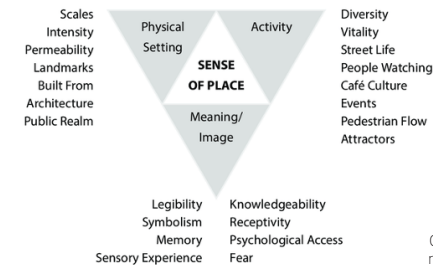 Scales
Intensity
Permeability
Landmarks
Built From
Architecture
Public Realm
Physical
Setting
Activity
SENSE
OF PLACE
Meaning/
Image
Diversity
Vitality
Street Life
People Watching
Café Culture
Events
Pedestrian Flow
Attractors
Legibility
Symbolism
Memory
Sensory Experience
Knowledgeability
Receptivity
Psychological Access
Fear